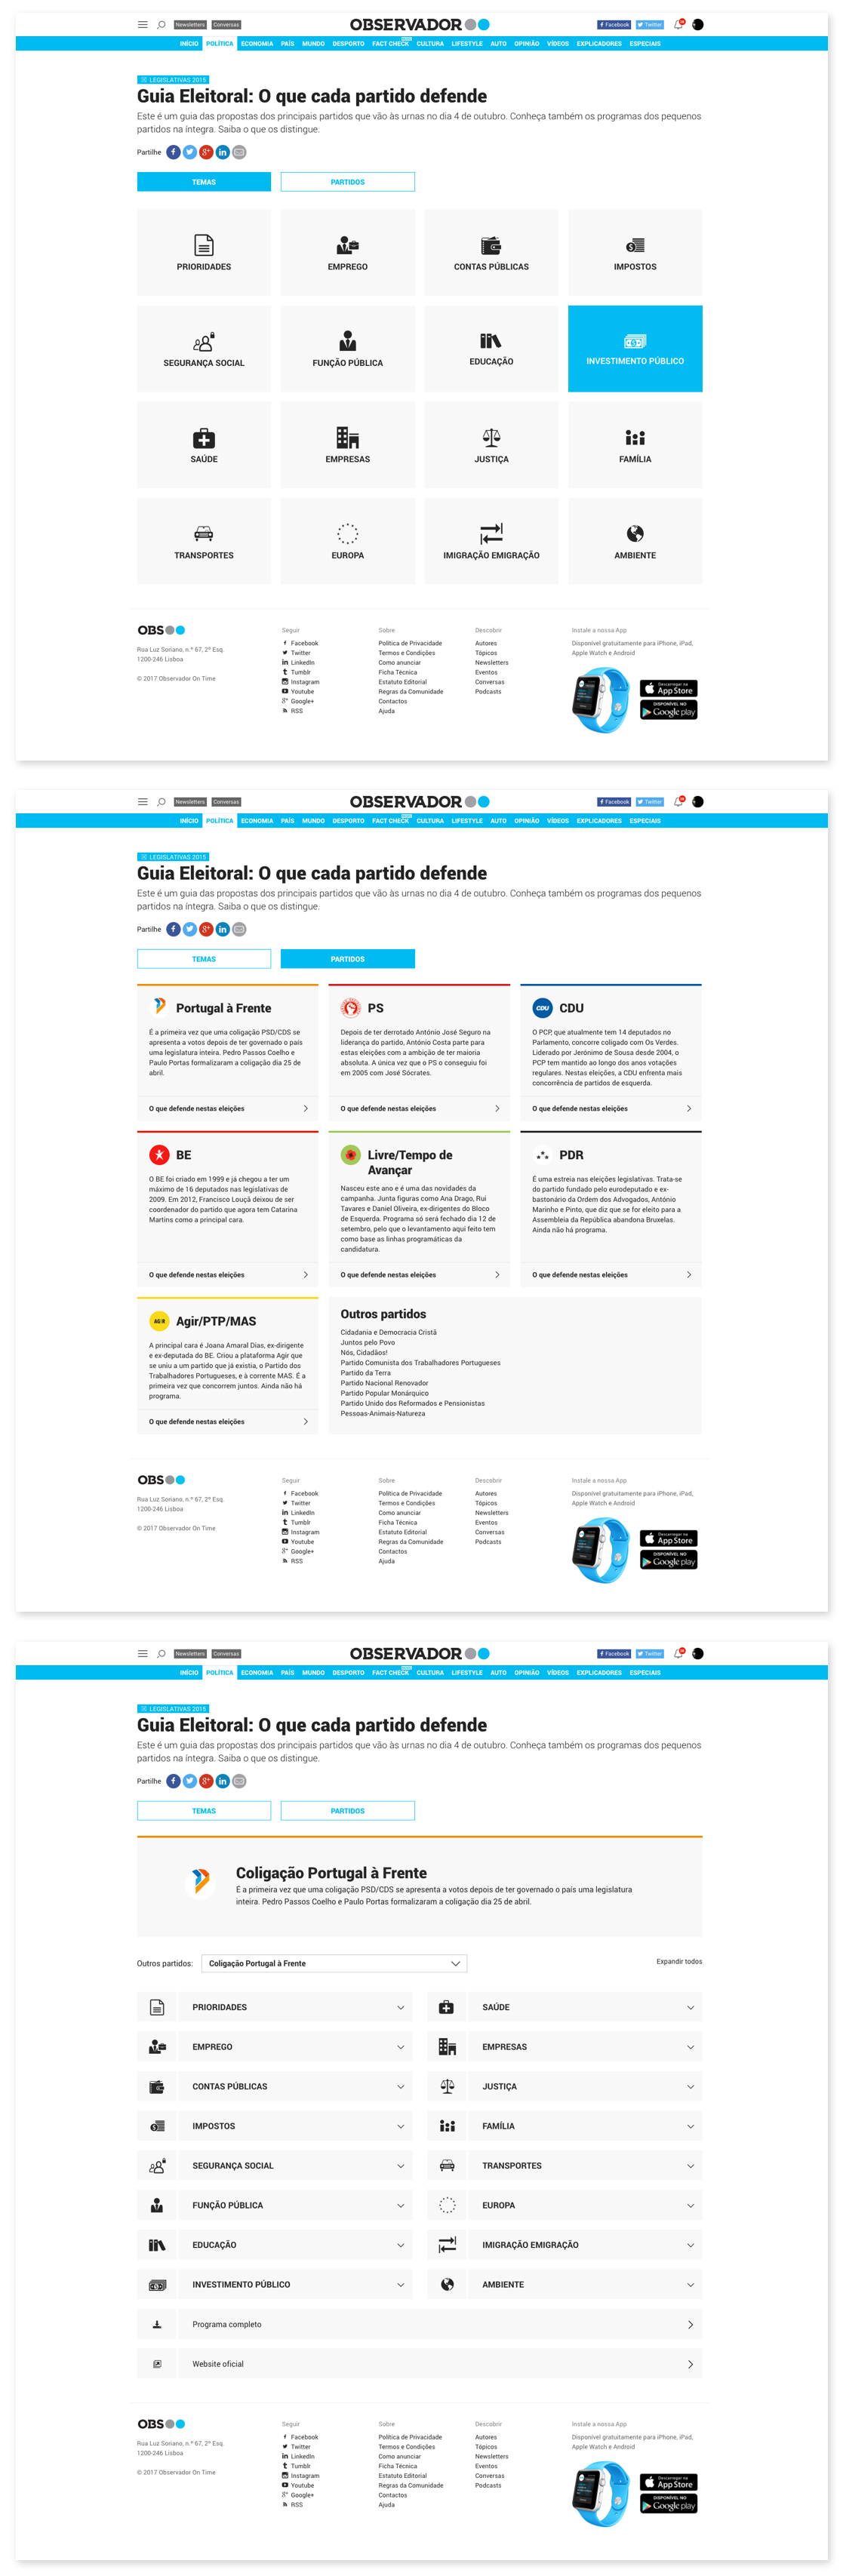 Newsletters Conversas OBSERVADOR Facebook Twitter
INÍCIO POLÍTICA ECONOMIA PAÍS MUNDO DESPORTO FACT CHECK CULTURA LIFESTYLE AUTO OPINIÃO VÍDEOS EXPLICADORES ESPECIAIS
LEGISLATIVAS 2015
Guia Eleitoral: O que cada partido defende
Este é um guia das propostas dos principais partidos que vão às urnas no dia 4 de outubro. Conheça também os programas dos pequenos
partidos na íntegra. Saiba o que os distingue.
Partilhe
TEMAS PARTIDOS
PRIORIDADES EMPREGO CONTAS PÚBLICAS IMPOSTOS
SEGURANÇA SOCIAL FUNÇÃO PÚBLICA EDUCAÇÃO INVESTIMENTO PÚBLICO
SAÚDE EMPRESAS JUSTIÇA FAMÍLIA
TRANSPORTES EUROPA IMIGRAÇÃO EMIGRAÇÃO AMBIENTE
OBS
Rua Luz Soriano, n.º 67, 2º Esq.
1200-246 Lisboa
© 2017 Observador On Time
Seguir
Facebook
Twitter
LinkedIn
Tumblr
Instagram
Youtube
Google+
RSS
Sobre
Política de Privacidade
Termos e Condições
Como anunciar
Ficha Técnica
Estatuto Editorial
Regras da Comunidade
Contactos
Ajuda
Descobrir
Autores
Tópicos
Newsletters
Eventos
Conversas
Podcasts
Instale a nossa App
Disponível gratuitamente para iPhone, iPad,
Apple Watch e Android
Descarregar na
App Store
DISPONÍVEL NO
Google play
Newsletters Conversas OBSERVADOR Facebook Twitter
INÍCIO POLÍTICA ECONOMIA PAÍS MUNDO DESPORTO FACT CHECK CULTURA LIFESTYLE AUTO OPINIÃO VÍDEOS EXPLICADORES ESPECIAIS
LEGISLATIVAS 2015
Guia Eleitoral: O que cada partido defende
Este é um guia das propostas dos principais partidos que vão às urnas no dia 4 de outubro. Conheça também os programas dos pequenos
partidos na íntegra. Saiba o que os distingue.
Partilhe
TEMAS PARTIDOS
Portugal à Frente
É a primeira vez que uma coligação PSD/CDS se
apresenta a votos depois de ter governado o país
uma legislatura inteira. Pedro Passos Coelho e
Paulo Portas formalizaram a coligação dia 25 de
abril.
O que defende nestas eleições
PS
Depois de ter derrotado António José Seguro na
liderança do partido, António Costa parte para
estas eleições com a ambição de ter maioria
absoluta. A única vez que o PS o conseguiu foi
em 2005 com José Sócrates.
O que defende nestas eleições
CDU
CDU
O PCP, que atualmente tem 14 deputados no
Parlamento, concorre coligado com Os Verdes.
Liderado por Jerónimo de Sousa desde 2004, o
PCP tem mantido ao longo dos anos votações
regulares. Nestas eleições, a CDU enfrenta mais
concorrência de partidos de esquerda.
O que defende nestas eleições
BE
O BE foi criado em 1999 e já chegou a ter um
máximo de 16 deputados nas legislativas de
2009. Em 2012, Francisco Louçã deixou de ser
coordenador do partido que agora tem Catarina
Martins como a principal cara.
O que defende nestas eleições
Livre/Tempo de
Avançar
Nasceu este ano e é uma das novidades da
campanha. Junta figuras como Ana Drago, Rui
Tavares e Daniel Oliveira, ex-dirigentes do Bloco
de Esquerda. Programa só será fechado dia 12 de
setembro, pelo que o levantamento aqui feito tem
como base as linhas programáticas da
candidatura.
O que defende nestas eleições
PDR
É uma estreia nas eleições legislativas. Trata-se
do partido fundado pelo eurodeputado e ex-
bastonário da Ordem dos Advogados, António
Marinho e Pinto, que diz que se for eleito para a
Assembleia da República abandona Bruxelas.
Ainda não há programa.
O que defende nestas eleições
AGIR
Agir/PTP/MAS
A principal cara é Joana Amaral Dias, ex-dirigente
e ex-deputada do BE. Criou a plataforma Agir que
se uniu a um partido que já existia, o Partido dos
Trabalhadores Portugueses, e à corrente MAS. É a
primeira vez que concorrem juntos. Ainda não há
programa.
O que defende nestas eleições
Outros partidos
Cidadania e Democracia Cristã
Juntos pelo Povo
Nós, Cidadãos!
Partido Comunista dos Trabalhadores Portugueses
Partido da Terra
Partido Nacional Renovador
Partido Popular Monárquico
Partido Unido dos Reformados e Pensionistas
Pessoas-Animais-Natureza
OBS
Rua Luz Soriano, n.º 67, 2º Esq.
1200-246 Lisboa
© 2017 Observador On Time
Seguir
Facebook
Twitter
LinkedIn
Tumblr
Instagram
Youtube
Google+
RSS
Sobre
Política de Privacidade
Termos e Condições
Como anunciar
Ficha Técnica
Estatuto Editorial
Regras da Comunidade
Contactos
Ajuda
Descobrir
Autores
Tópicos
Newsletters
Eventos
Conversas
Podcasts
Instale a nossa App
Disponível gratuitamente para iPhone, iPad,
Apple Watch e Android
Descarregar na
App Store
DISPONÍVEL NO
Google play
Newsletters Conversas OBSERVADOR Facebook Twitter
INÍCIO POLÍTICA ECONOMIA PAÍS MUNDO DESPORTO FACT CHECK CULTURA LIFESTYLE AUTO OPINIÃO VÍDEOS EXPLICADORES ESPECIAIS
LEGISLATIVAS 2015
Guia Eleitoral: O que cada partido defende
Este é um guia das propostas dos principais partidos que vão às urnas no dia 4 de outubro. Conheça também os programas dos pequenos
partidos na íntegra. Saiba o que os distingue.
Partilhe
TEMAS PARTIDOS
Coligação Portugal à Frente
É a primeira vez que uma coligação PSD/CDS se apresenta a votos depois de ter governado o país uma legislatura
inteira. Pedro Passos Coelho e Paulo Portas formalizaram a coligação dia 25 de abril.
Outros partidos: Coligação Portugal à Frente Expandir todos
PRIORIDADES SAÚDE
EMPREGO EMPRESAS
CONTAS PÚBLICAS JUSTIÇA
IMPOSTOS FAMÍLIA
SEGURANÇA SOCIAL TRANSPORTES
FUNÇÃO PÚBLICA EUROPA
EDUCAÇÃO IMIGRAÇÃO EMIGRAÇÃO
INVESTIMENTO PÚBLICO AMBIENTE
Programa completo
Website oficial
OBS
Rua Luz Soriano, n.º 67, 2º Esq.
1200-246 Lisboa
© 2017 Observador On Time
Seguir
Facebook
Twitter
LinkedIn
Tumblr
Instagram
Youtube
Google+
RSS
Sobre
Política de Privacidade
Termos e Condições
Como anunciar
Ficha Técnica
Estatuto Editorial
Regras da Comunidade
Contactos
Ajuda
Descobrir
Autores
Tópicos
Newsletters
Eventos
Conversas
Podcasts
Instale a nossa App
Disponível gratuitamente para iPhone, iPad,
Apple Watch e Android
Descarregar na
App Store
DISPONÍVEL NO
Google play